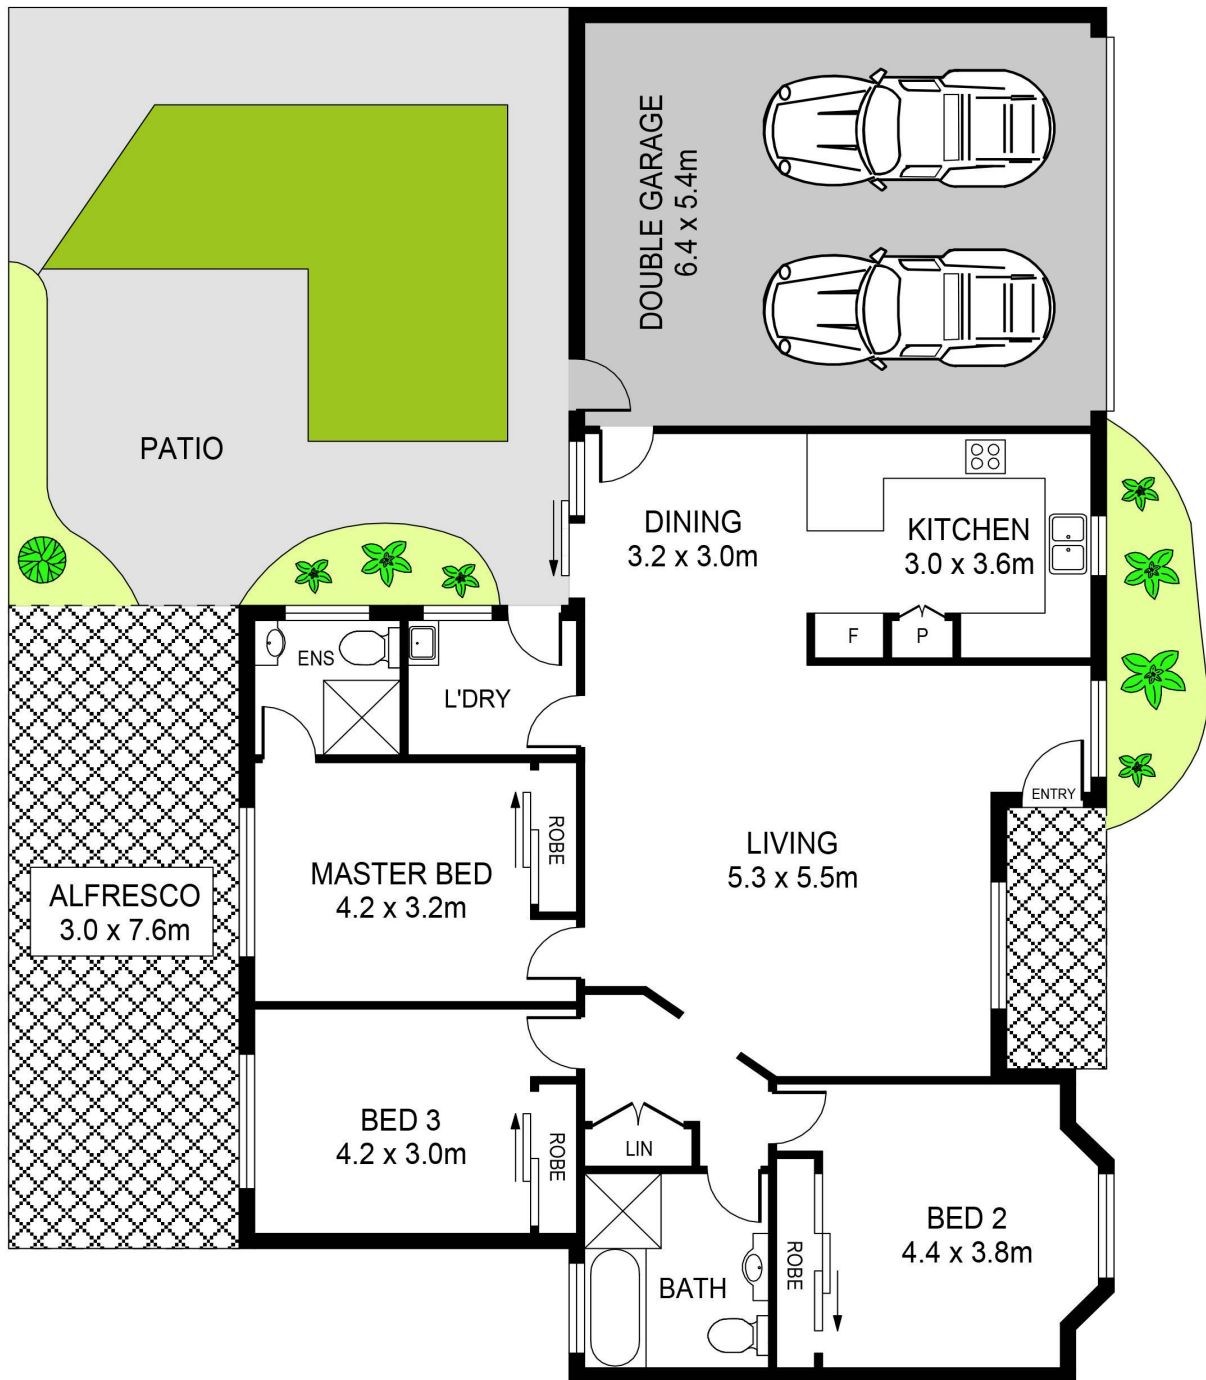 DOUBLE GARAGE
6.4 x 5.4m
PATIO
DINING
3.2 x 3.0m
KITCHEN
3.0 x 3.6m
F
P
ENS
L'DRY
ENTRY
ROBE
LIVING
5.3 x 5.5m
MASTER BED
4.2 x 3.2m
ALFRESCO
3.0 x 7.6m
BED 3
4.2 x 3.0m
ROBE
LIN
BED 2
4.4 x 3.8m
ROBE
BATH